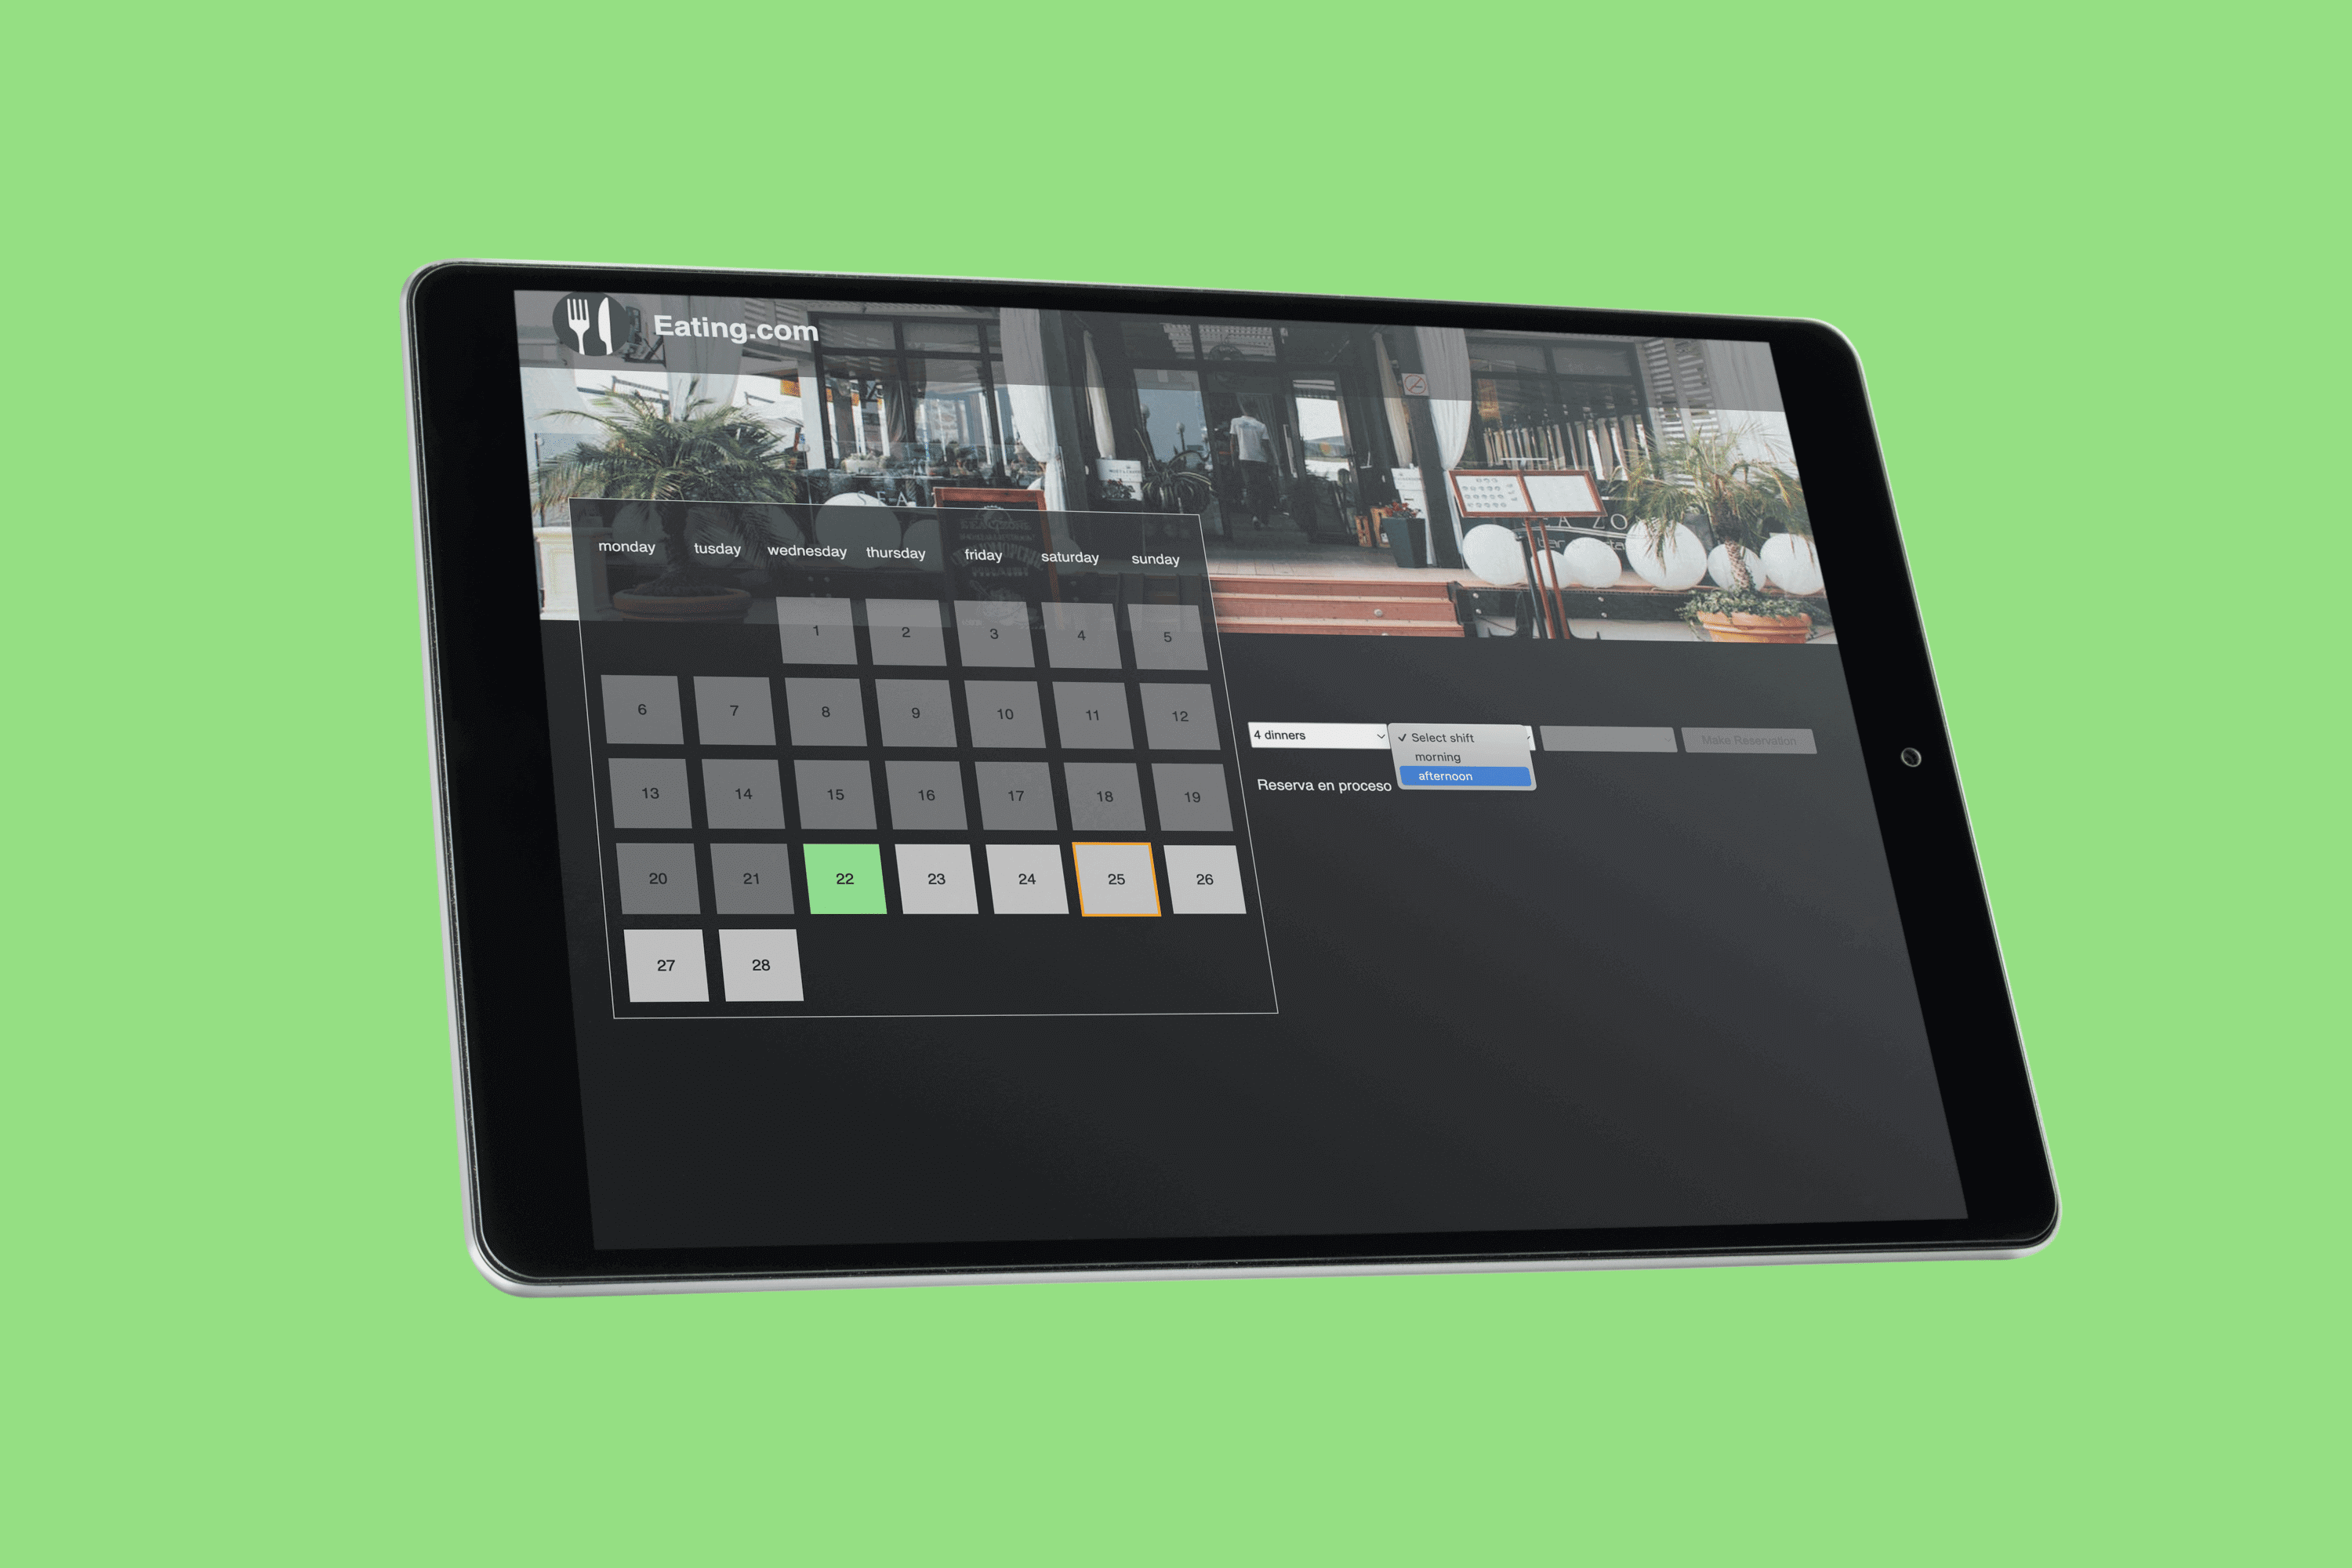 Eating.com
SEA
monday tusday wednesday thursday friday saturday sunday
1 2 3 4 5
6 7 8 9 10 11 12
13 14 15 16 17 18 19
20 21 22 23 24 25 26
27 28
4 dinners
✓ Select shift
morning
afternoon
Make Reservation
Reserva en proceso